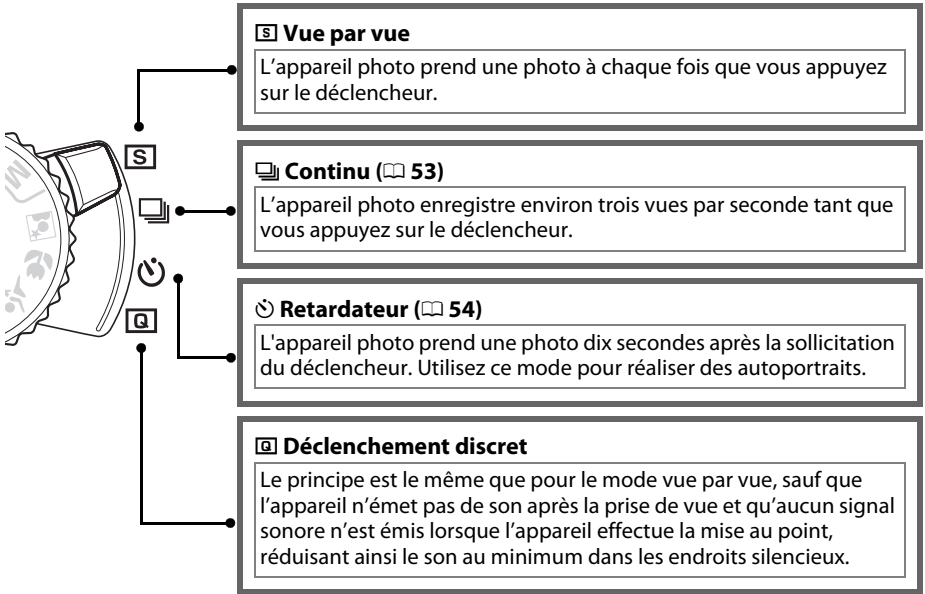 S Vue par vue
L’appareil photo prend une photo à chaque fois que vous appuyez
sur le déclencheur.
Continu (53)
L’appareil photo enregistre environ trois vues par seconde tant que
vous appuyez sur le déclencheur.
Retardateur (54)
L'appareil photo prend une photo dix secondes après la sollicitation
du déclencheur. Utilisez ce mode pour réaliser des autoportraits.
Q Déclenchement discret
Le principe est le même que pour le mode vue par vue, sauf que
l’appareil n’émet pas de son après la prise de vue et qu’aucun signal
sonore n’est émis lorsque l’appareil effectue la mise au point,
réduisant ainsi le son au minimum dans les endroits silencieux.
S
Q
M